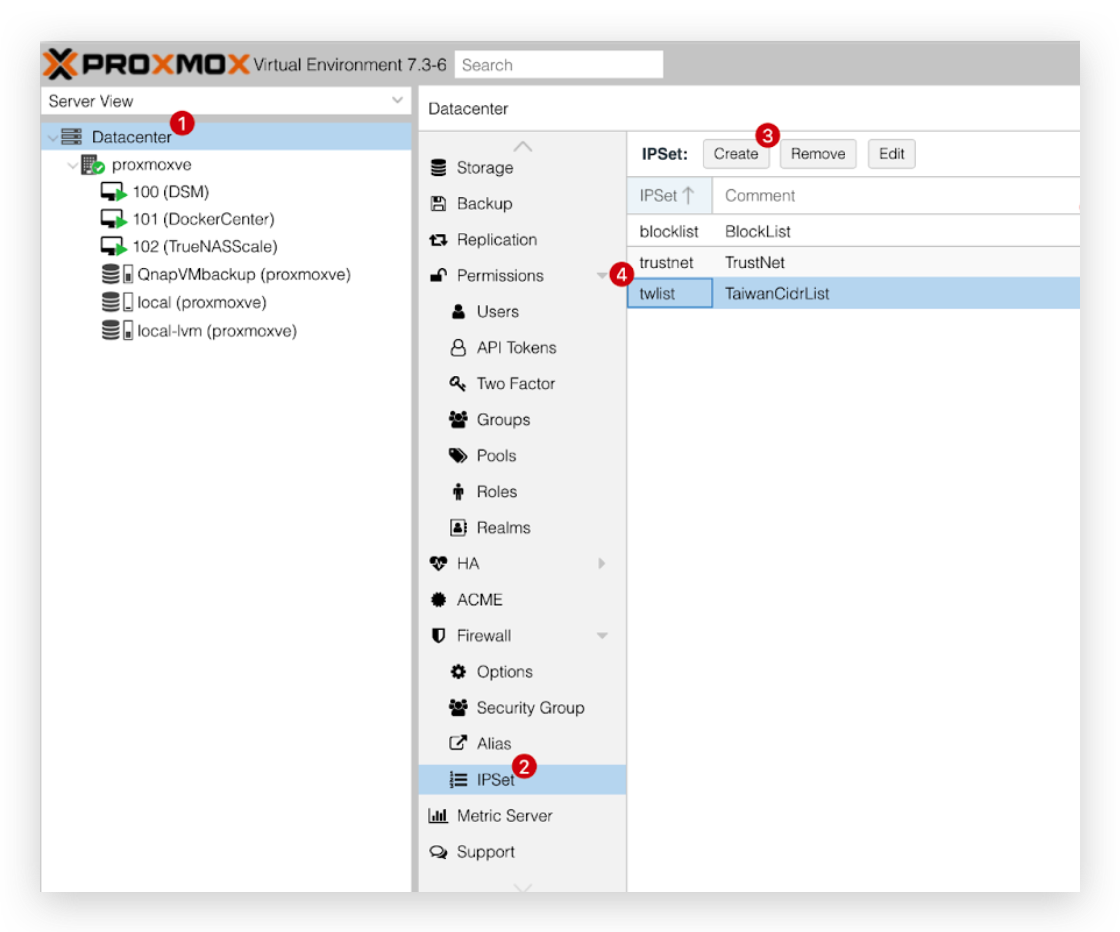 PROXMOX Virtual Environment 7.3-6 Search
Server View
1
Datacenter
proxmoxve
100 (DSM)
101 (DockerCenter)
102 (TrueNASScale)
QnapVMbackup (proxmoxve)
local (proxmoxve)
local-lvm (proxmoxve)
Datacenter
Storage
Backup
Replication
Permissions
Users
API Tokens
Two Factor
Groups
Pools
Roles
Realms
HA
ACME
Firewall
Options
Security Group
Alias
IPSet 2
Metric Server
Support
3
IPSet: Create Remove Edit
IPSet ↑ Comment
blocklist BlockList
trustnet TrustNet
4
twlist TaiwanCidrList